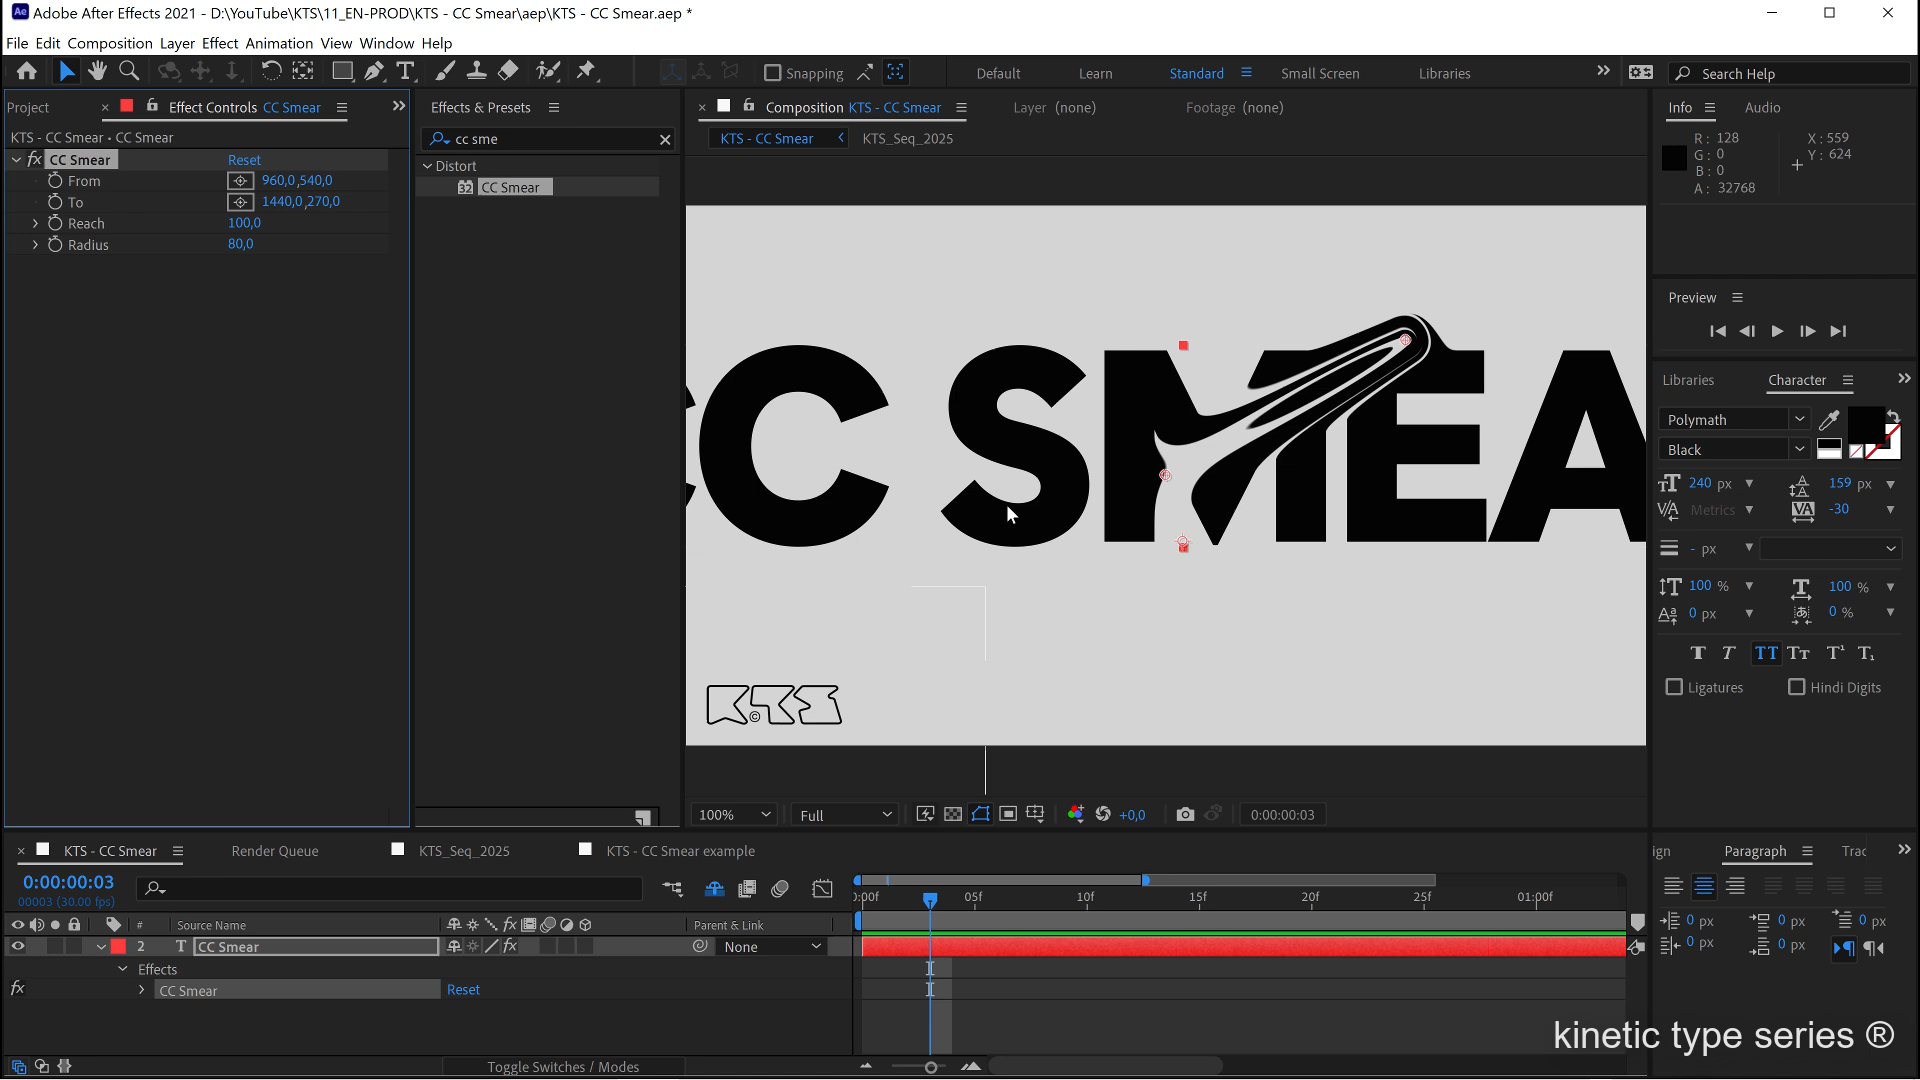 Adobe After Effects 2021 - D:\YouTube\KTS\11_EN-PROD\KTS - CC Smear\aep\KTS - CC Smear.aep *
File Edit Composition Layer Effect Animation View Window Help
Snapping
Default
Learn
Standard
Small Screen
Libraries
Search Help
Project
Effect Controls CC Smear
KTS - CC Smear • CC Smear
fx CC Smear Reset
From 960,0,540,0
To 1440,0,270,0
Reach 100,0
Radius 80,0
Effects & Presets
cc sme
Distort
32 CC Smear
Composition KTS - CC Smear
Layer (none)
Footage (none)
KTS - CC Smear
KTS_Seq_2025
CC SMEA
KTS ©
100%
Full
+0,0
0:00:00:03
Info
Audio
R: 128
G: 0
B: 0
A: 32768
X: 559
Y: 624
Preview
Libraries
Character
Polymath
Black
240 px
159 px
Metrics
-30
- px
100 %
100 %
0 px
0 %
Ligatures
Hindi Digits
KTS - CC Smear
Render Queue
KTS_Seq_2025
KTS - CC Smear example
0:00:00:03
00003 (30.00 fps)
# Source Name
Parent & Link
2 T CC Smear
None
Effects
fx CC Smear Reset
Toggle Switches / Modes
):00f 05f 10f 15f 20f 25f 01:00f
ign
Paragraph
Trac
0 px 0 px 0 px
0 px 0 px
kinetic type series ®